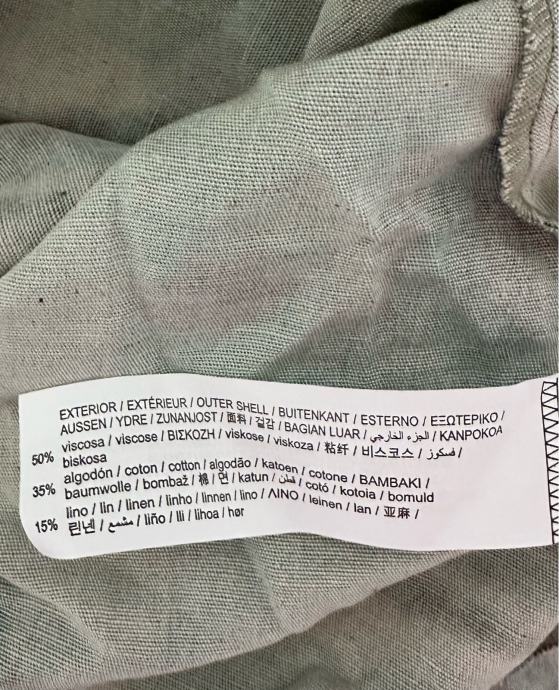 EXTERIOR / EXTÉRIEUR / OUTER SHELL / BUITENKANT / ESTERNO / ΕΞΩΤΕΡΙΚΟ /
AUSSEN / YDRE / ZUNANJOST / 面料 / 겉감 / BAGIAN LUAR / الجزء الخارجي / KANPOKOA
50% viscosa / viscose / ΒΙΣΚΟΖΗ / viskose / viskoza / 粘纤 / 비스코스 / فسكوز /
biskosa
algodón / coton / cotton / algodão / katoen / cotone / BAMBAKI /
35% baumwolle / bombaž / 棉 / 면 / katun / قطن / cotó / kotoia / bomuld
lino / lin / linen / linho / linnen / lino / ΛΙΝΟ / leinen / lan / 亚麻 /
15% 린넨 / مشمع / liño / lli / lihoa / hør